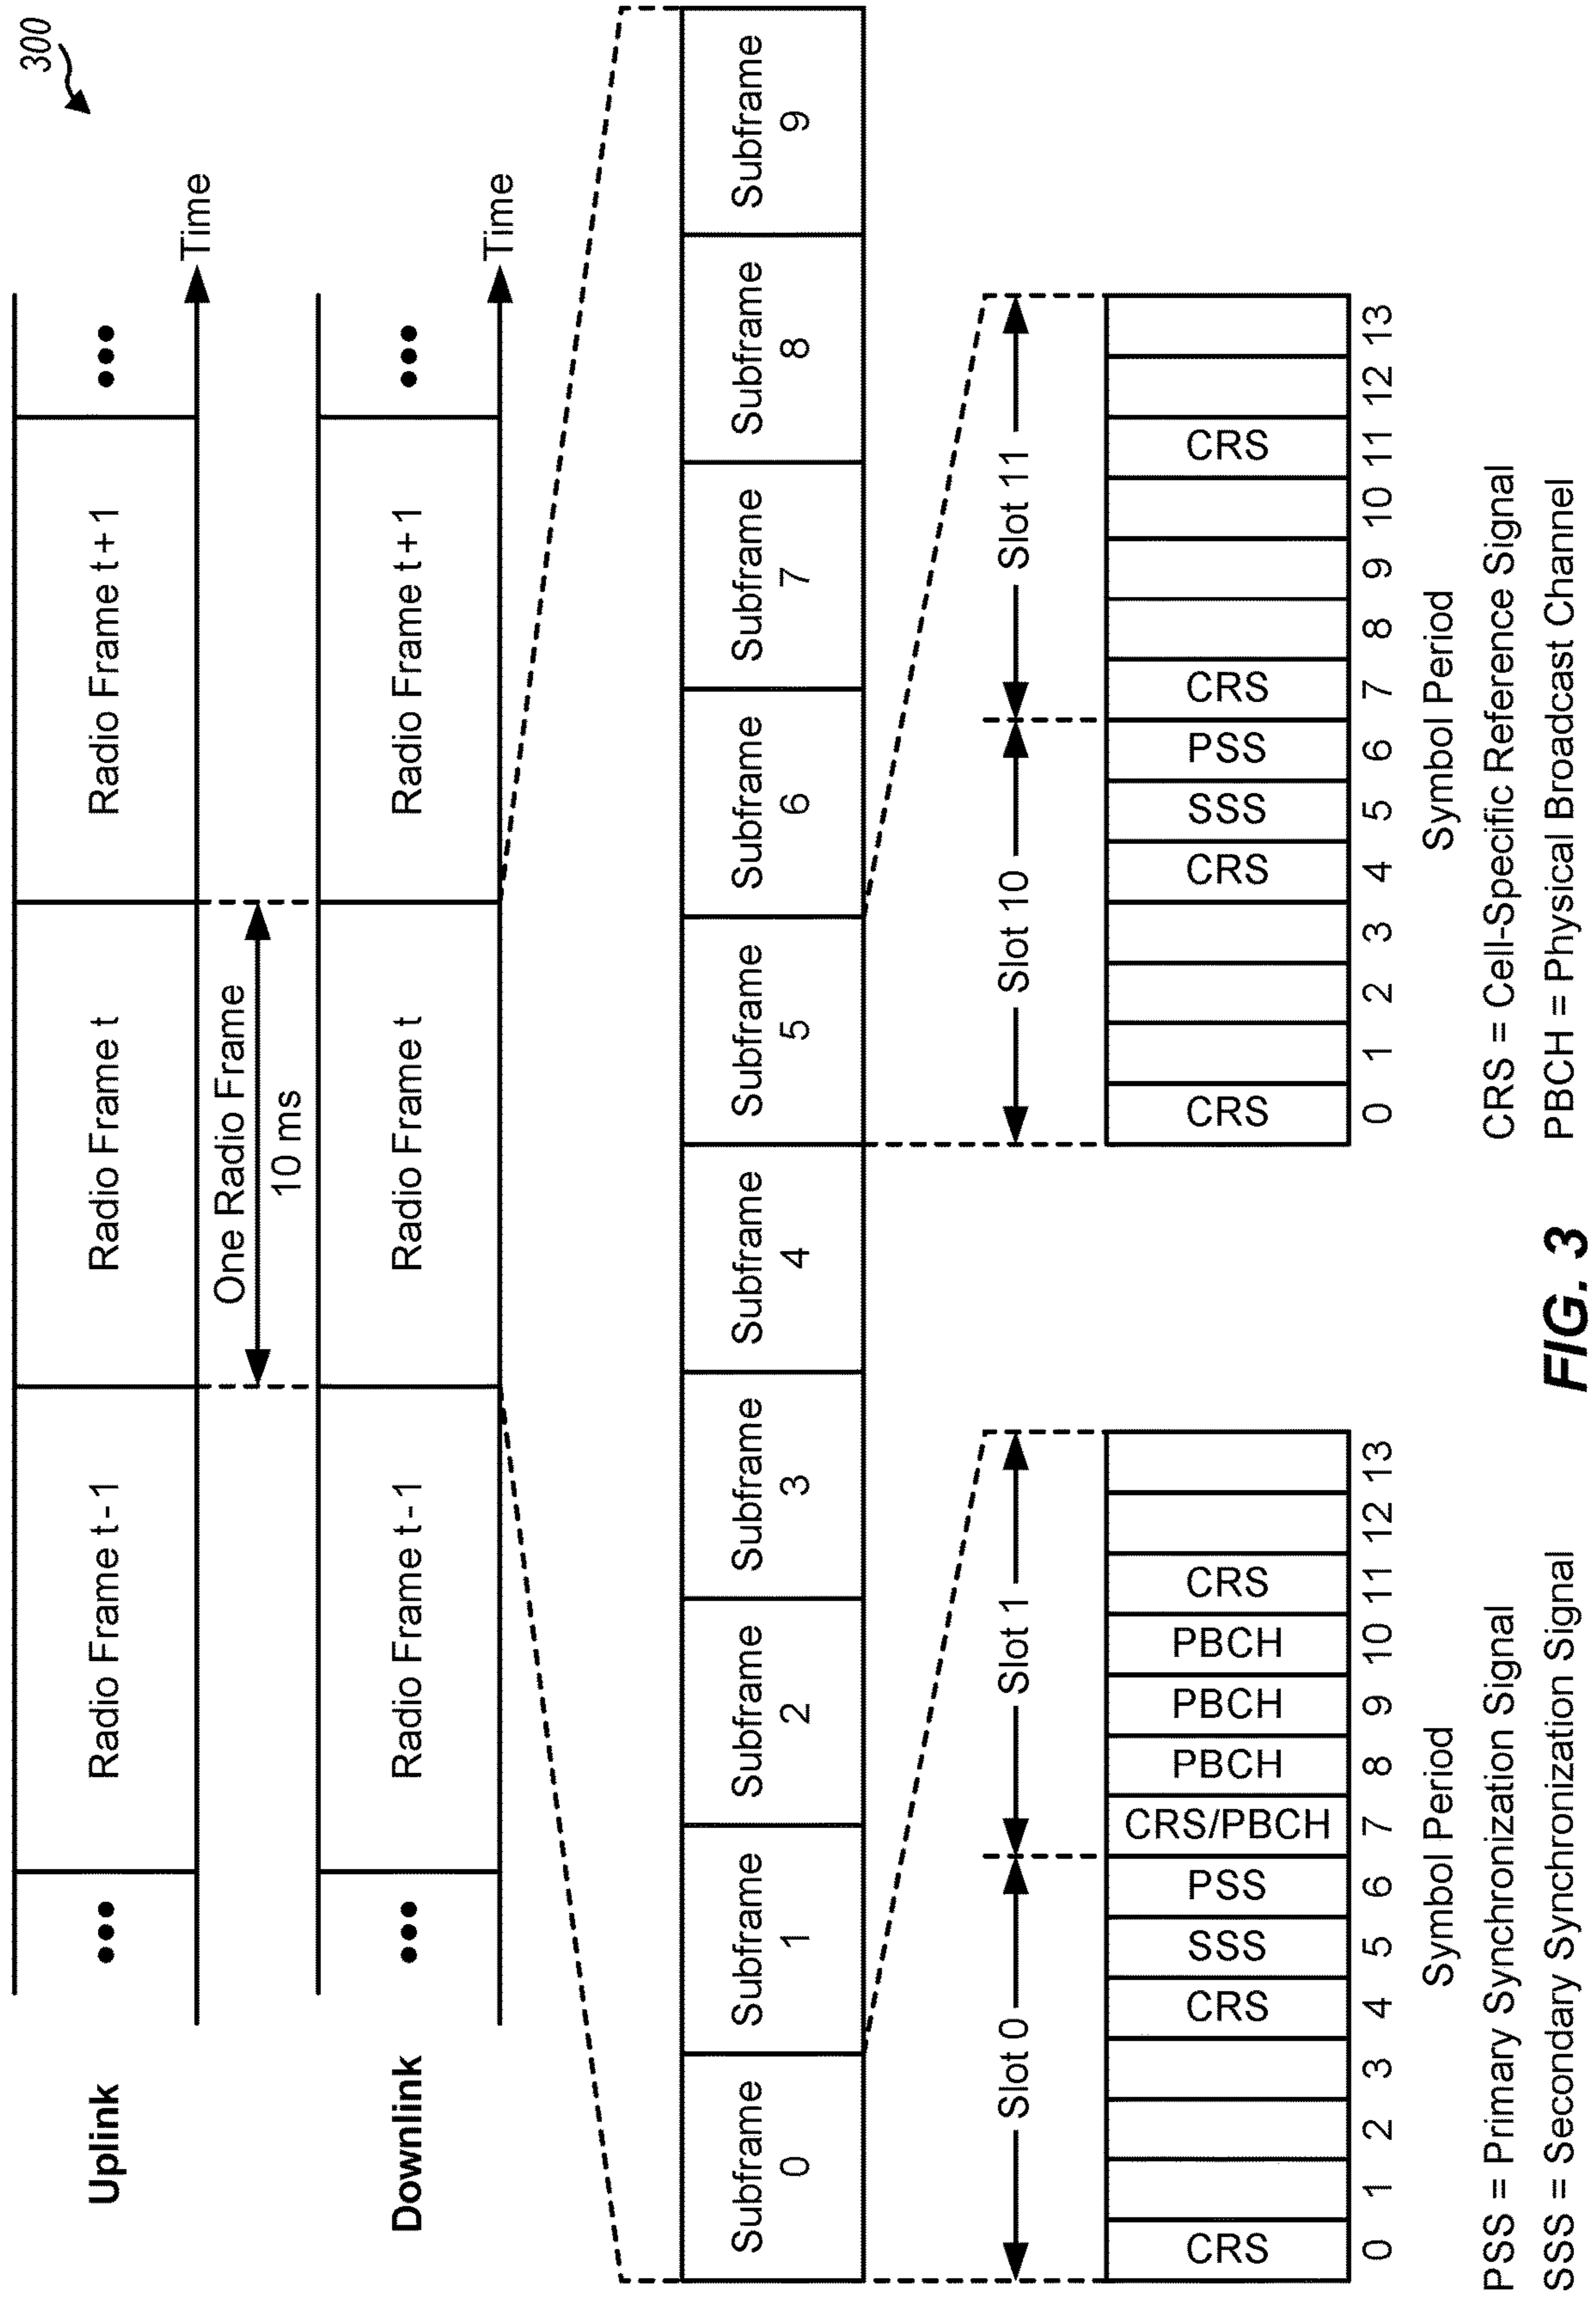 300
Uplink
•••
Radio Frame t - 1
Radio Frame t
Radio Frame t + 1
•••
Time
One Radio Frame
10 ms
Downlink
•••
Radio Frame t - 1
Radio Frame t
Radio Frame t + 1
•••
Time
Subframe
0
Subframe
1
Subframe
2
Subframe
3
Subframe
4
Subframe
5
Subframe
6
Subframe
7
Subframe
8
Subframe
9
Slot 0
Slot 1
CRS
CRS
SSS
PSS
CRS/PBCH
PBCH
PBCH
PBCH
CRS
0 1 2 3 4 5 6 7 8 9 10 11 12 13
Symbol Period
Slot 10
Slot 11
CRS
CRS
SSS
PSS
CRS
CRS
0 1 2 3 4 5 6 7 8 9 10 11 12 13
Symbol Period
PSS = Primary Synchronization Signal
SSS = Secondary Synchronization Signal
CRS = Cell-Specific Reference Signal
PBCH = Physical Broadcast Channel
FIG. 3